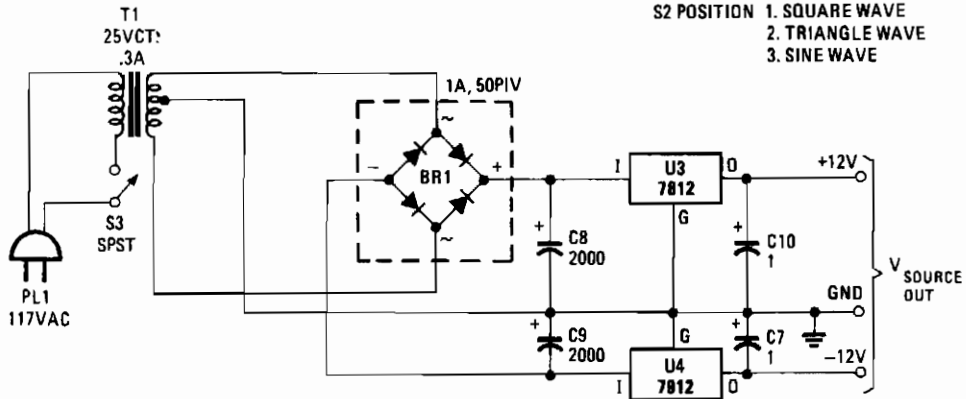 T1
25VCT:
.3A
S2 POSITION 1. SQUARE WAVE
2. TRIANGLE WAVE
3. SINE WAVE
1A, 50PIV
~
- BR1 +
~
I U3 O
7812
G
+12V
+ C8
2000
+ C10
1
S3
SPST
PL1
117VAC
V SOURCE
OUT
GND
+ C9
2000
G
+ C7
1
I U4 O
7912
-12V